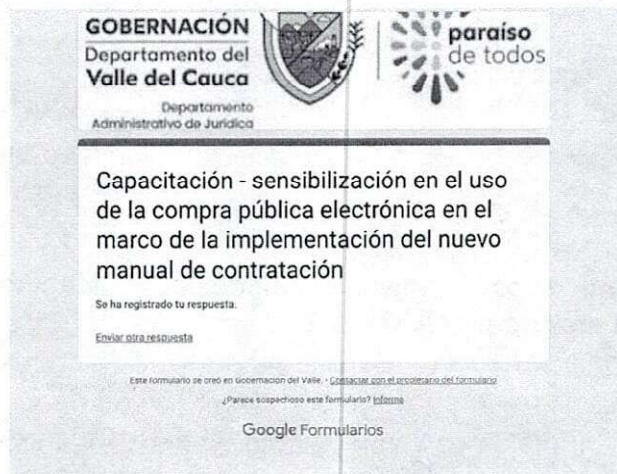 GOBERNACIÓN
Departamento del
Valle del Cauca
Departamento
Administrativo de Jurídica
paraíso
de todos
Capacitación - sensibilización en el uso
de la compra pública electrónica en el
marco de la implementación del nuevo
manual de contratación
Se ha registrado tu respuesta.
Enviar otra respuesta
Este formulario se creó en Gobernación del Valle. - Contactar con el propietario del formulario
¿Parece sospechoso este formulario? Informe
Google Formularios